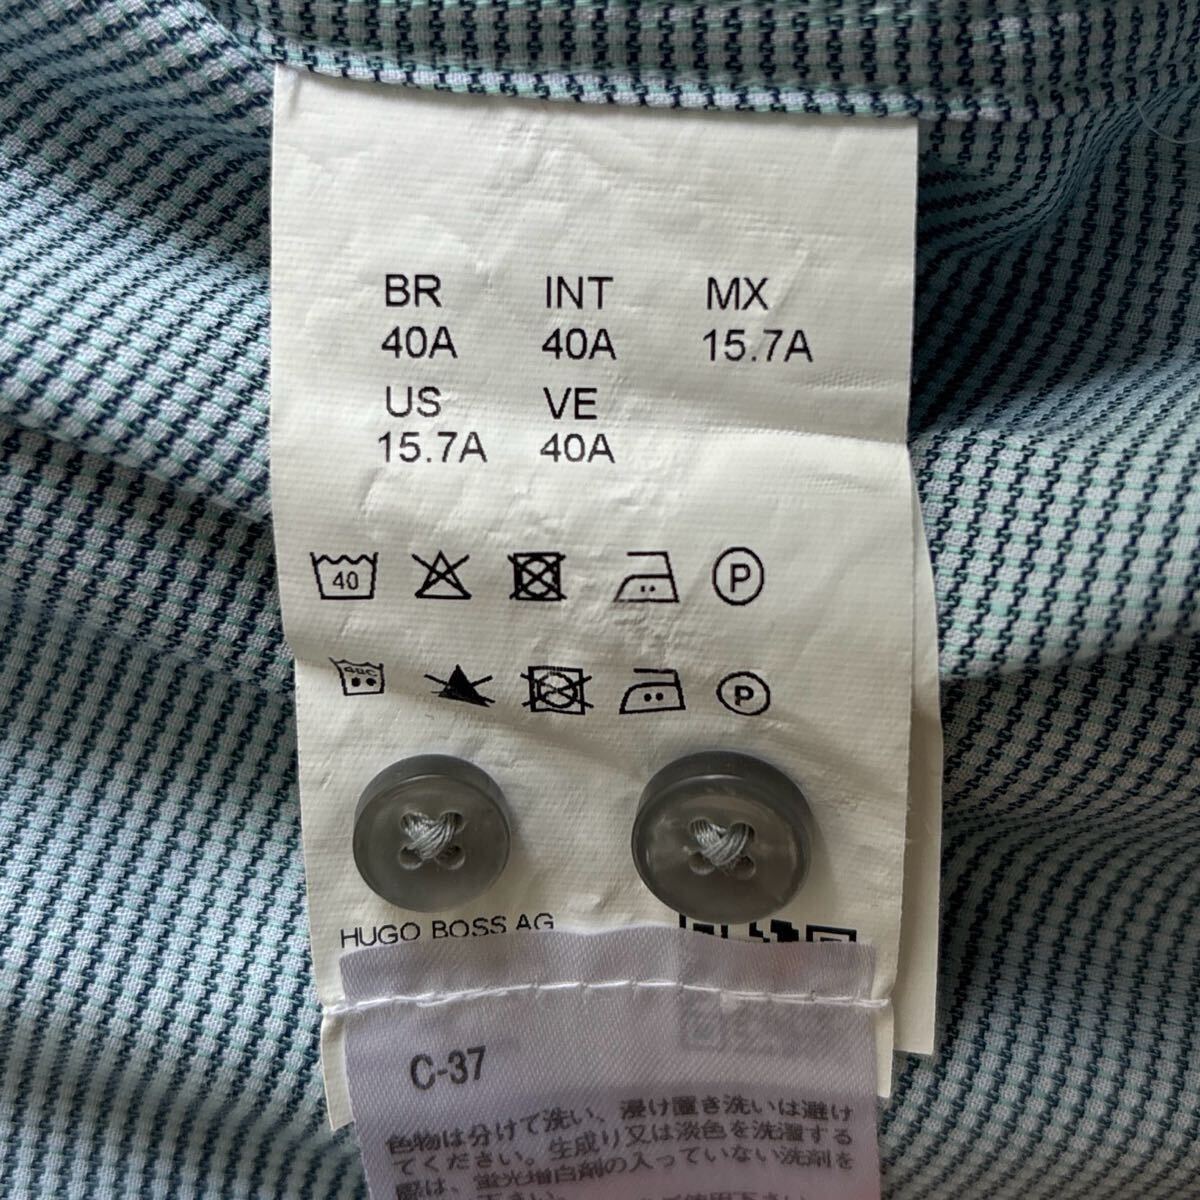 BR INT MX
40A 40A 15.7A
US VE
15.7A 40A
40 P
P
HUGO BOSS AG
C-37
色物は分けて洗い、浸け置き洗いは避け
てください。生成り又は淡色を洗濯する
際は、蛍光増白剤の入っていない洗剤を